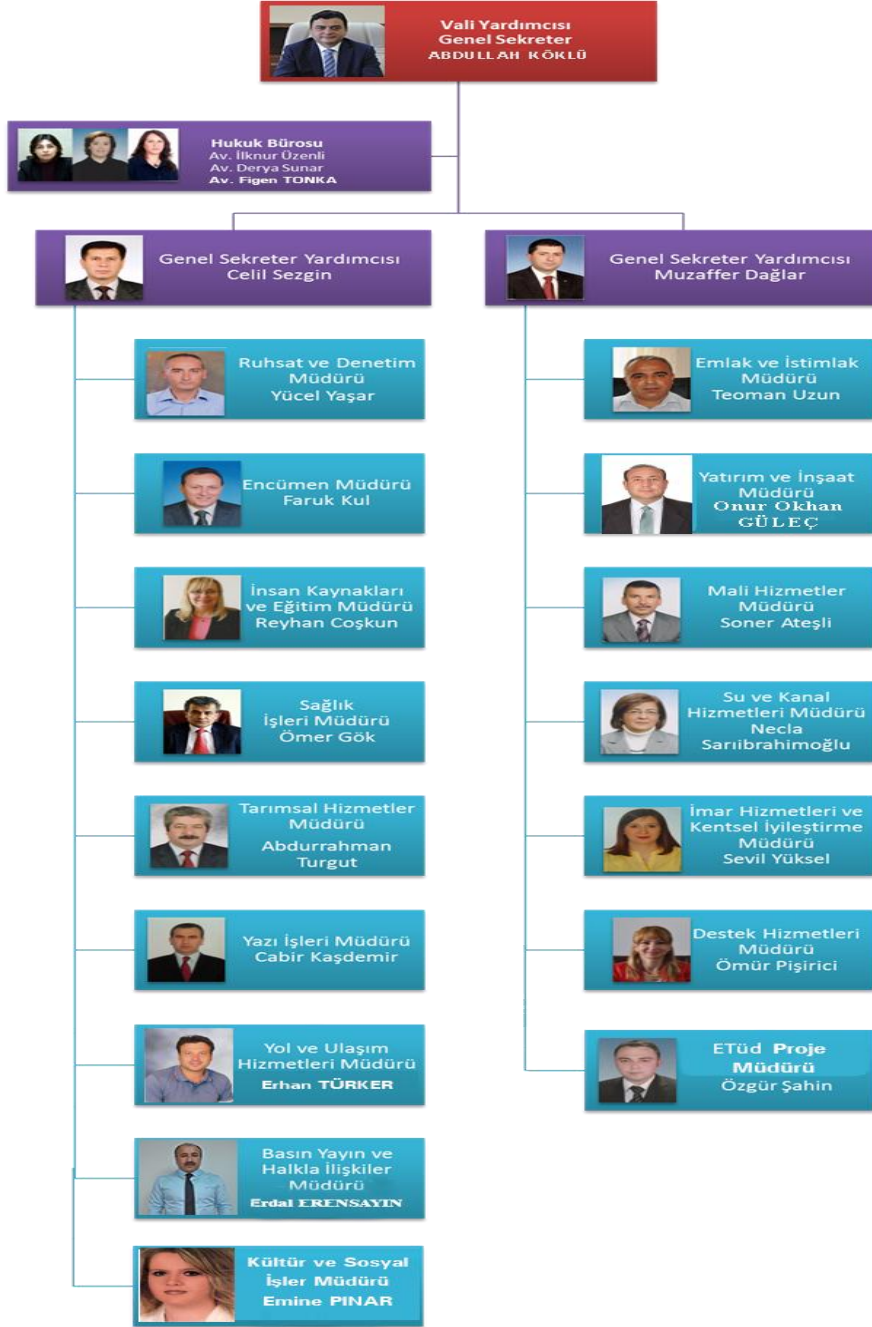 Vali Yardımcısı
Genel Sekreter
ABDULLAH KÖKLÜ
Hukuk Bürosu
Av. İlknur Üzenli
Av. Derya Sunar
Av. Figen TONKA
Genel Sekreter Yardımcısı
Celil Sezgin
Ruhsat ve Denetim
Müdürü
Yücel Yaşar
Encümen Müdürü
Faruk Kul
İnsan Kaynakları
ve Eğitim Müdürü
Reyhan Coşkun
Sağlık
İşleri Müdürü
Ömer Gök
Tarımsal Hizmetler
Müdürü
Abdurrahman
Turgut
Yazı İşleri Müdürü
Cabir Kaşdemir
Yol ve Ulaşım
Hizmetleri Müdürü
Erhan TÜRKER
Basın Yayın ve
Halkla İlişkiler
Müdürü
Erdal ERENSAYIN
Kültür ve Sosyal
İşler Müdürü
Emine PINAR
Genel Sekreter Yardımcısı
Muzaffer Dağlar
Emlak ve İstimlak
Müdürü
Teoman Uzun
Yatırım ve İnşaat
Müdürü
Onur Okhan
GÜLEÇ
Mali Hizmetler
Müdürü
Soner Ateşli
Su ve Kanal
Hizmetleri Müdürü
Necla
Sarıibrahimoğlu
İmar Hizmetleri ve
Kentsel İyileştirme
Müdürü
Sevil Yüksel
Destek Hizmetleri
Müdürü
Ömür Pişirici
ETüd Proje
Müdürü
Özgür Şahin